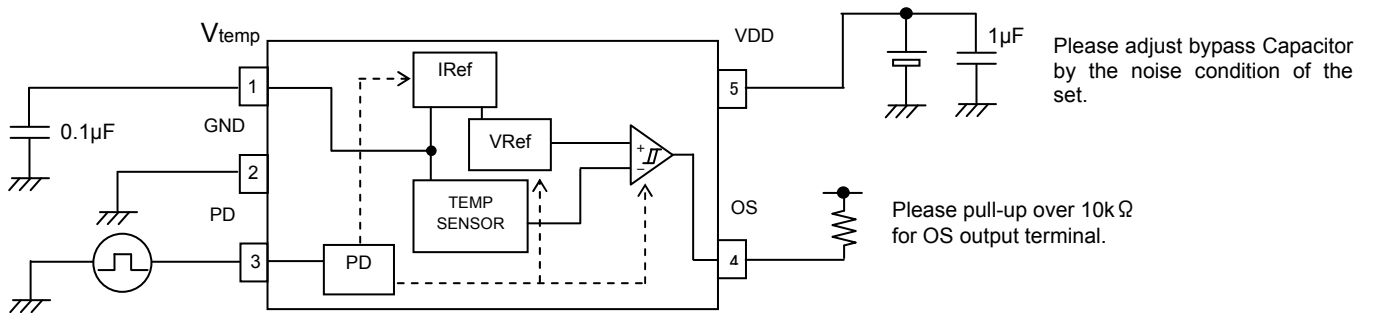 Vtemp
VDD
1µF
Please adjust bypass Capacitor
by the noise condition of the
set.
IRef
1
5
0.1µF
GND
VRef
+
−
2
TEMP
SENSOR
PD
OS
Please pull-up over 10kΩ
for OS output terminal.
3
PD
4